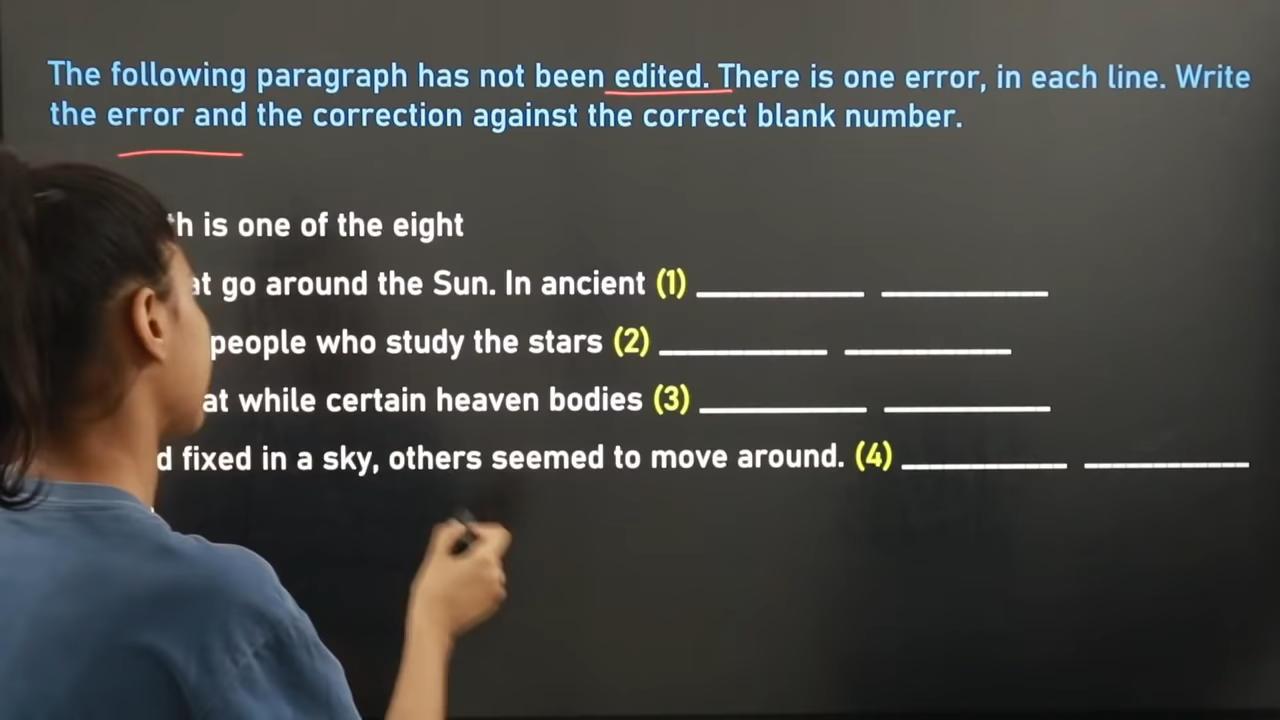 The following paragraph has not been edited. There is one error, in each line. Write
the error and the correction against the correct blank number.
is one of the eight
go around the Sun. In ancient (1)
people who study the stars (2)
while certain heaven bodies (3)
fixed in a sky, others seemed to move around. (4)